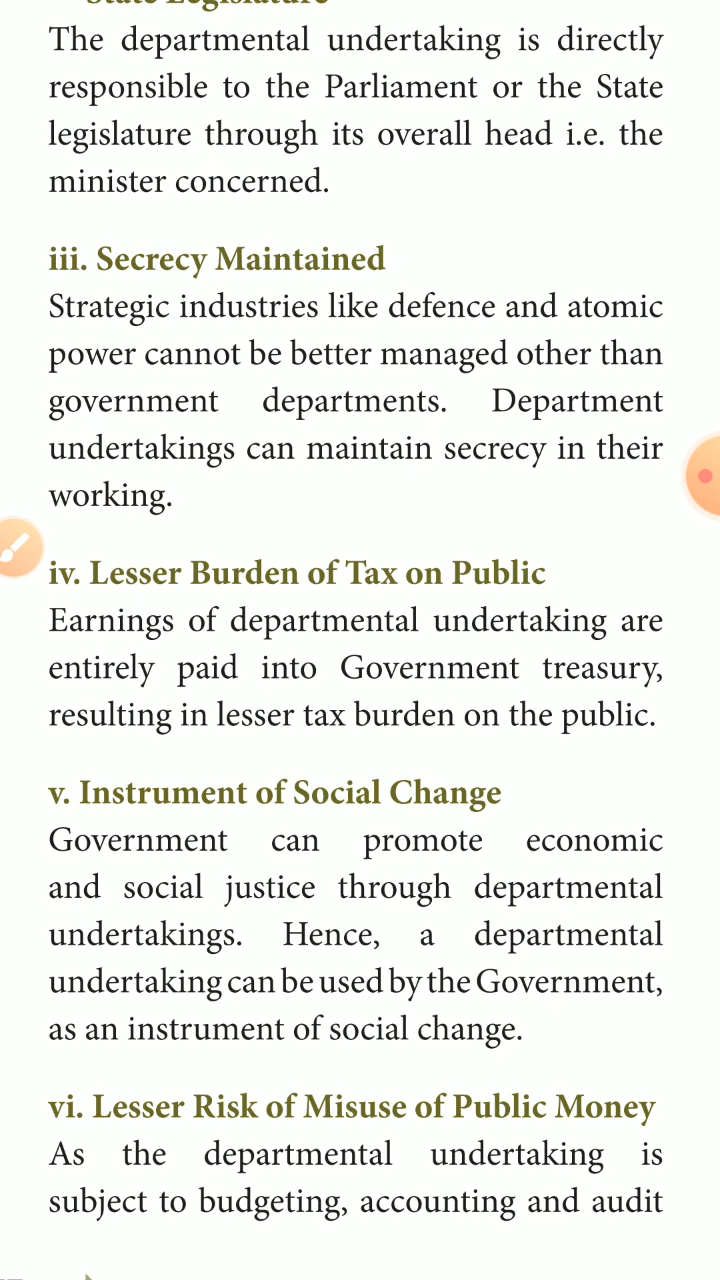 State Legislature
The departmental undertaking is directly
responsible to the Parliament or the State
legislature through its overall head i.e. the
minister concerned.
iii. Secrecy Maintained
Strategic industries like defence and atomic
power cannot be better managed other than
government departments. Department
undertakings can maintain secrecy in their
working.
iv. Lesser Burden of Tax on Public
Earnings of departmental undertaking are
entirely paid into Government treasury,
resulting in lesser tax burden on the public.
v. Instrument of Social Change
Government can promote economic
and social justice through departmental
undertakings. Hence, a departmental
undertaking can be used by the Government,
as an instrument of social change.
vi. Lesser Risk of Misuse of Public Money
As the departmental undertaking is
subject to budgeting, accounting and audit